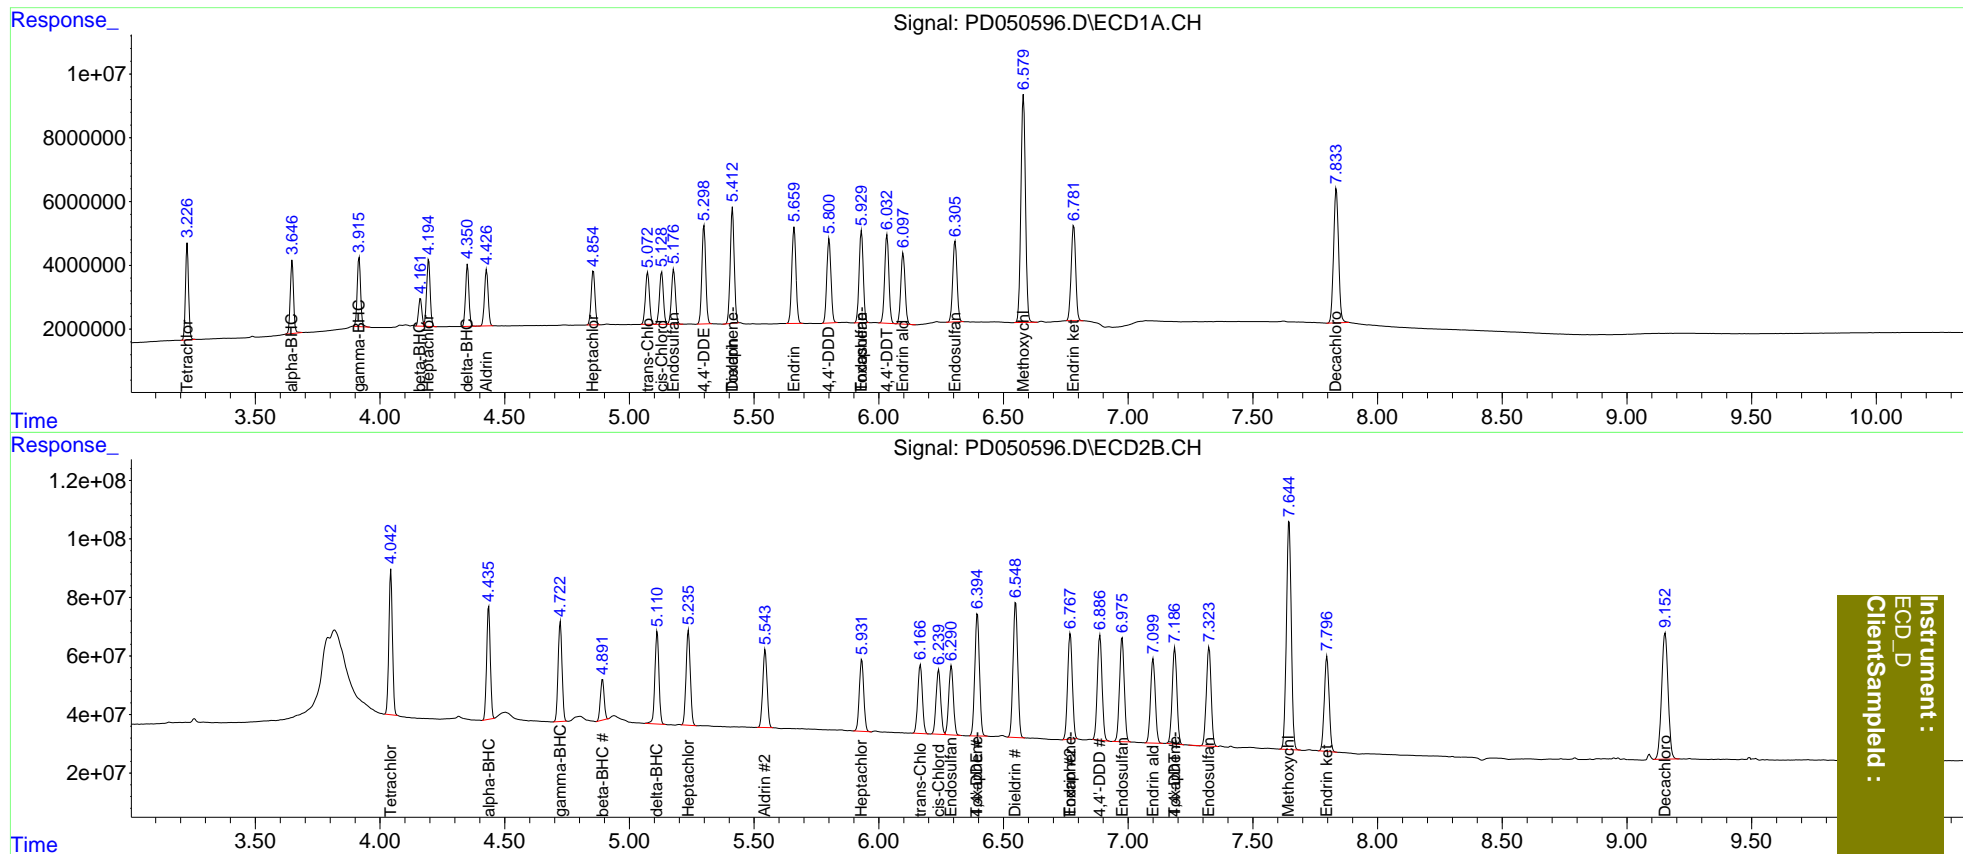 Response_
Signal: PD050596.D\ECD1A.CH
1e+07
8000000
6000000
4000000
2000000
3.226
3.646
3.915
4.161
4.194
4.350
4.426
4.854
5.072
5.128
5.176
5.298
5.412
5.659
5.800
5.929
6.032
6.097
6.305
6.579
6.781
7.833
Tetrachlor
alpha-BHC
gamma-BHC
beta-BHC
Heptachlor
delta-BHC
Aldrin
Heptachlor
trans-Chlo
cis-Chlord
Endosulfan
4,4'-DDE
Endrin
4,4'-DDD
4,4'-DDT
Endrin ald
Endosulfan
Methoxychl
Endrin ket
Decachloro
3.50 4.00 4.50 5.00 5.50 6.00 6.50 7.00 7.50 8.00 8.50 9.00 9.50 10.00
Time
Response_
Signal: PD050596.D\ECD2B.CH
1.2e+08
1e+08
8e+07
6e+07
4e+07
2e+07
4.042
4.435
4.722
4.891
5.110
5.235
5.543
5.931
6.166
6.239
6.290
6.394
6.548
6.767
6.886
6.975
7.099
7.186
7.323
7.644
7.796
9.152
Tetrachlor
alpha-BHC
gamma-BHC
beta-BHC #
delta-BHC
Heptachlor
Aldrin #2
Heptachlor
trans-Chlo
cis-Chlord
Endosulfan
Dieldrin #
4,4'-DDD #
Endosulfan
Endrin ald
Endosulfan
Methoxychl
Endrin ket
Decachloro
3.50 4.00 4.50 5.00 5.50 6.00 6.50 7.00 7.50 8.00 8.50 9.00 9.50
Time
Instrument :
ECD_D
ClientSampleId :